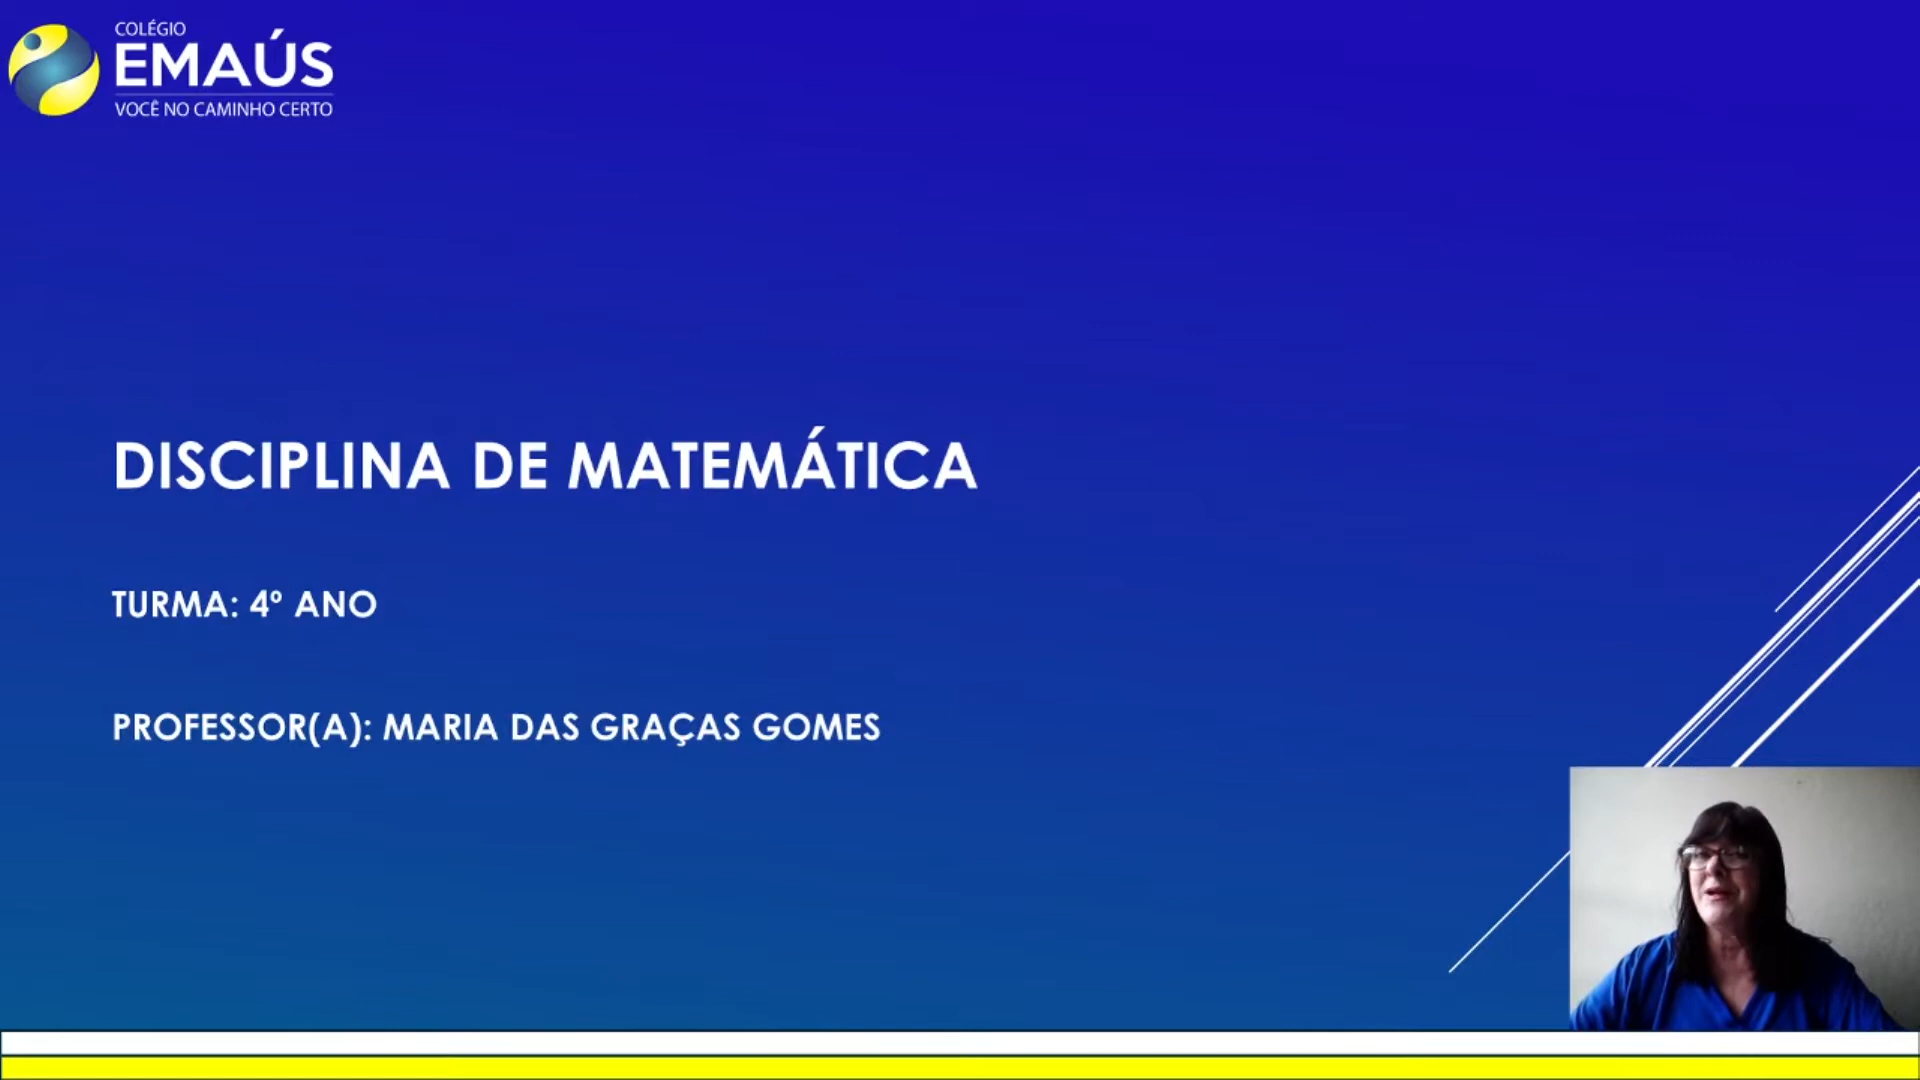 COLÉGIO
EMAÚS
VOCÊ NO CAMINHO CERTO
DISCIPLINA DE MATEMÁTICA
TURMA: 4º ANO
PROFESSOR(A): MARIA DAS GRAÇAS GOMES